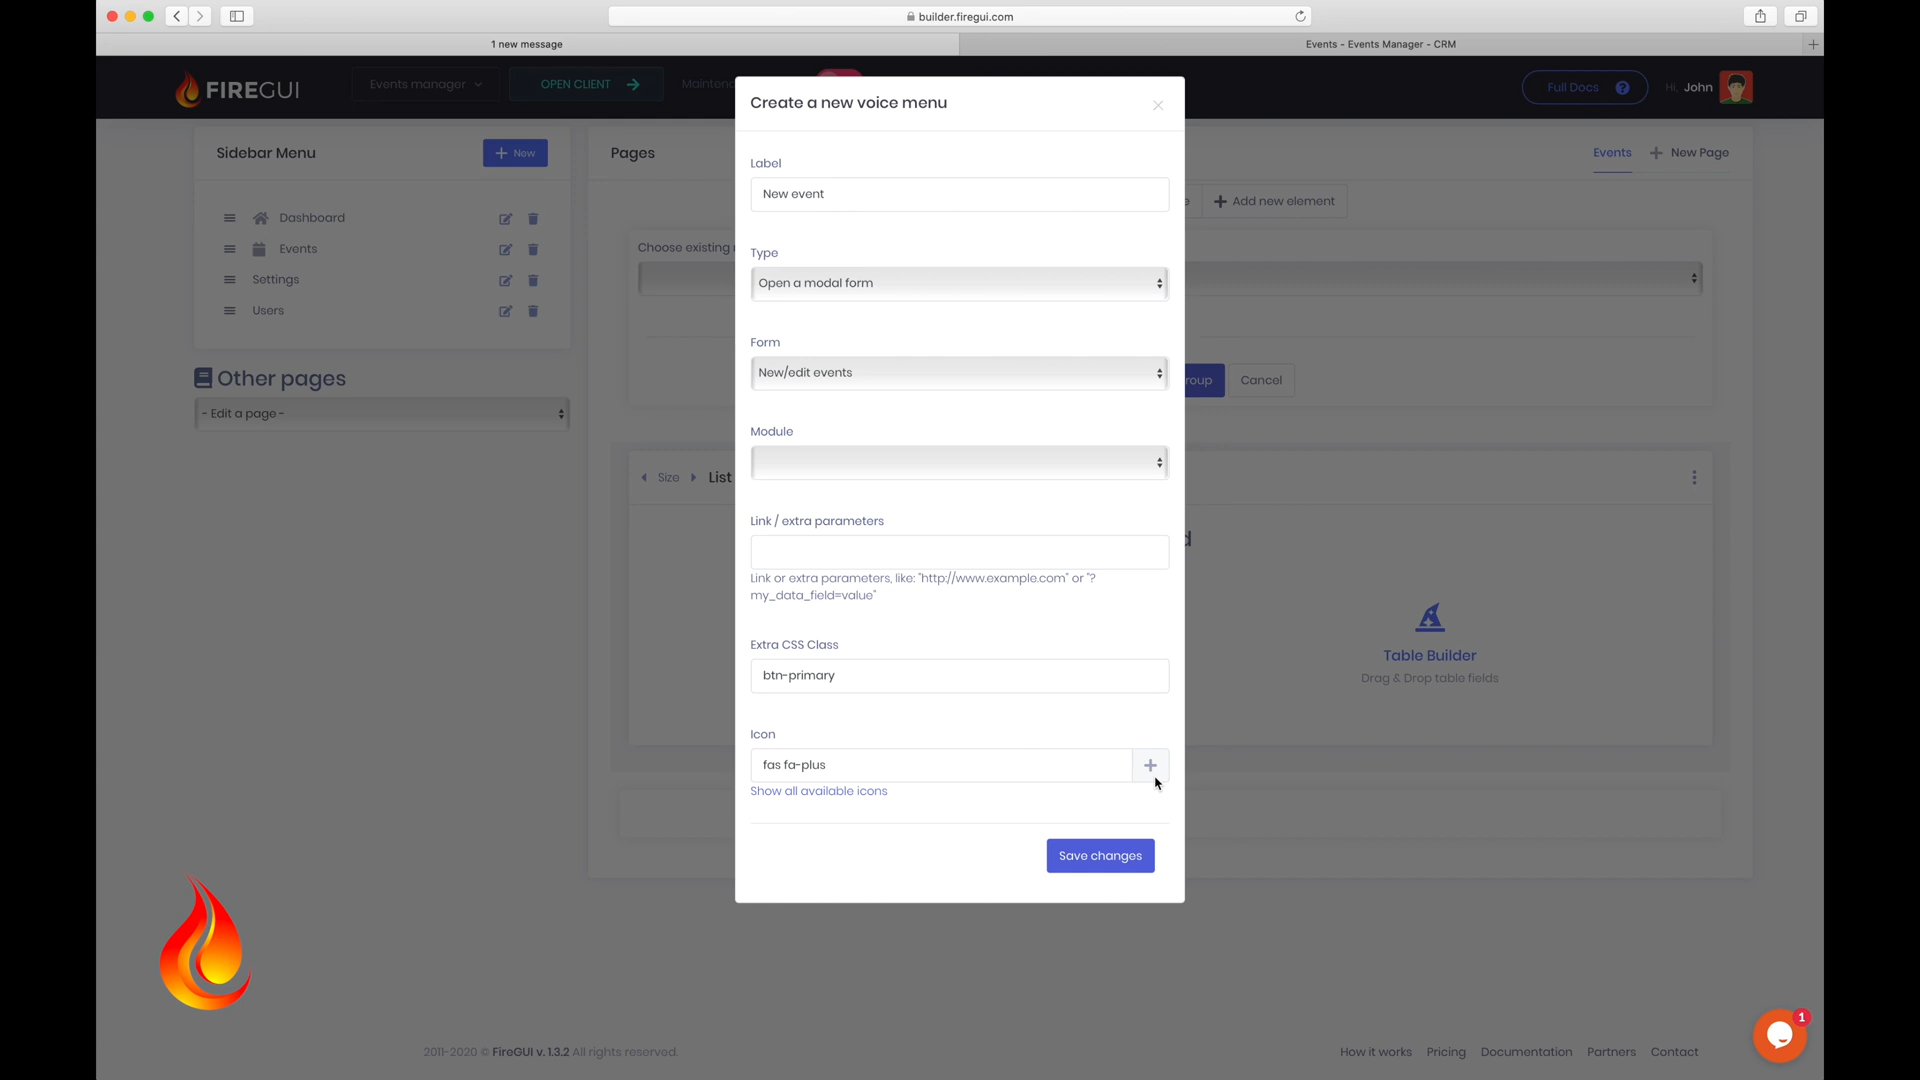 builder.firegui.com
1 new message
Events - Events Manager - CRM
FIREGUI
Events manager
OPEN CLIENT
Full Docs
Hi, John
Sidebar Menu
New
Dashboard
Events
Settings
Users
Other pages
- Edit a page -
Pages
Events
New Page
Add new element
Choose existing
Cancel
Size
List
Table Builder
Drag & Drop table fields
Create a new voice menu
Label
New event
Type
Open a modal form
Form
New/edit events
Module
Link / extra parameters
Link or extra parameters, like: "http://www.example.com" or "?
my_data_field=value"
Extra CSS Class
btn-primary
Icon
fas fa-plus
Show all available icons
Save changes
1
2011-2020 © FireGUI v. 1.3.2 All rights reserved.
How it works
Pricing
Documentation
Partners
Contact